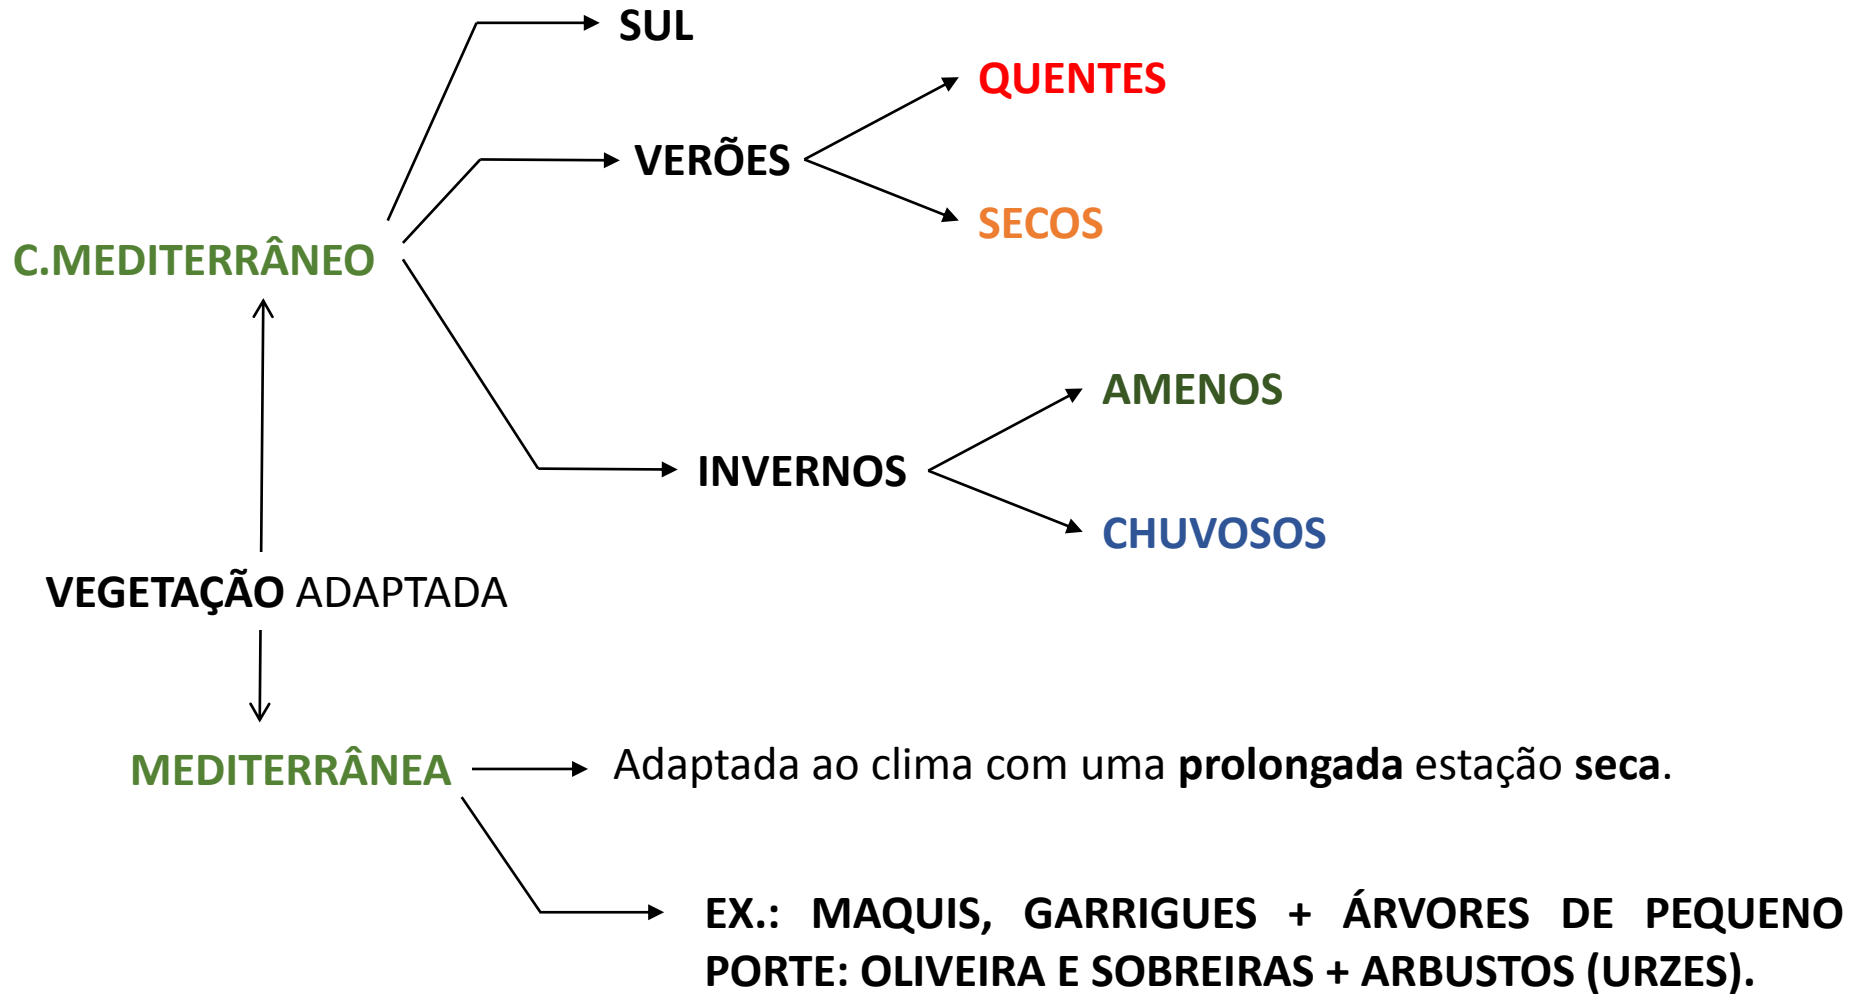 SUL
QUENTES
VERÕES
SECOS
C.MEDITERRÂNEO
AMENOS
INVERNOS
CHUVOSOS
VEGETAÇÃO ADAPTADA
MEDITERRÂNEA
Adaptada ao clima com uma prolongada estação seca.
EX.: MAQUIS, GARRIGUES + ÁRVORES DE PEQUENO
PORTE: OLIVEIRA E SOBREIRAS + ARBUSTOS (URZES).